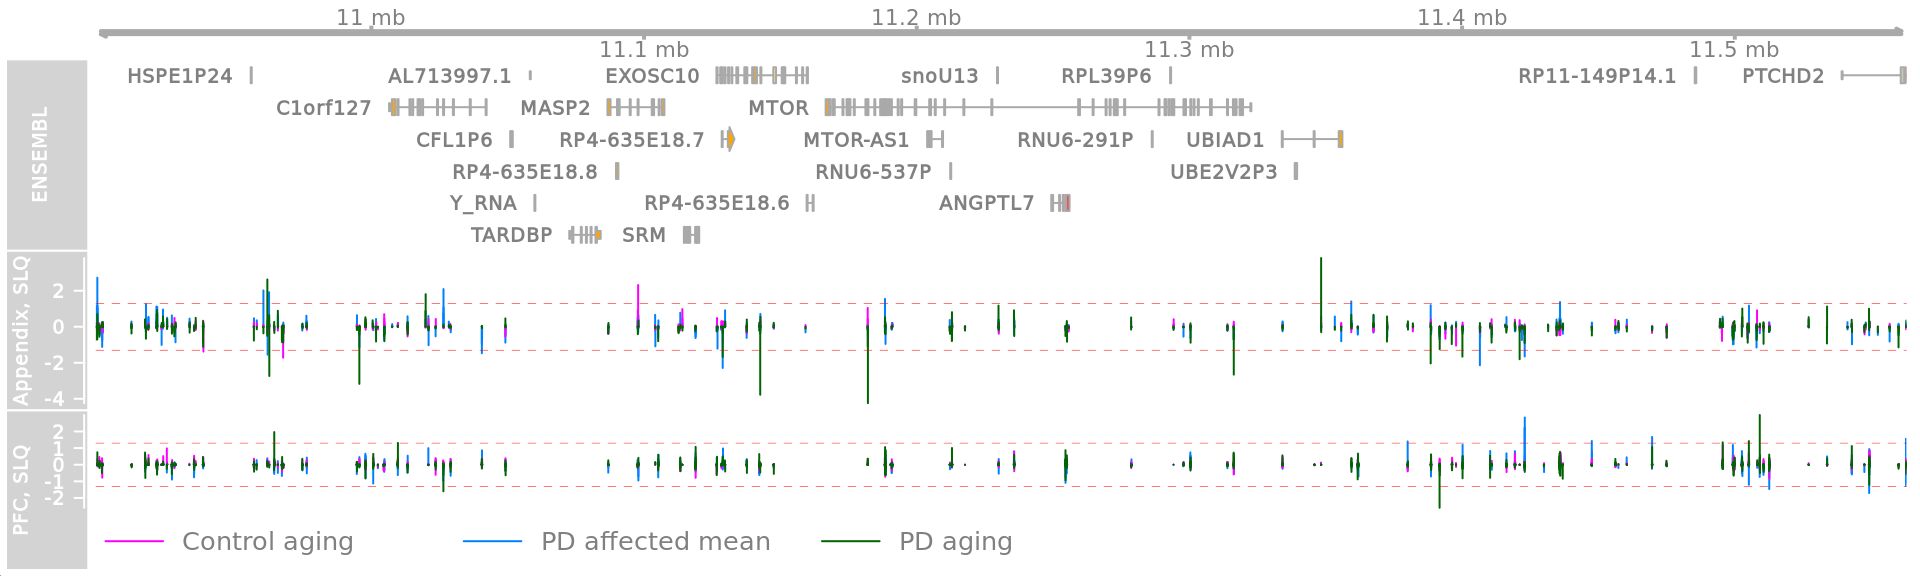 11 mb 11.2 mb 11.4 mb
11.1 mb 11.3 mb 11.5 mb
ENSEMBL
HSPE1P24 AL713997.1 EXOSC10 snoU13 RPL39P6 RP11-149P14.1 PTCHD2
C1orf127 MASP2 MTOR
CFL1P6 RP4-635E18.7 MTOR-AS1 RNU6-291P UBIAD1
RP4-635E18.8 RNU6-537P UBE2V2P3
Y_RNA RP4-635E18.6 ANGPTL7
TARDBP SRM
Appendix, SLQ
2
0
-2
-4
PFC, SLQ
2
1
0
-1
-2
Control aging PD affected mean PD aging